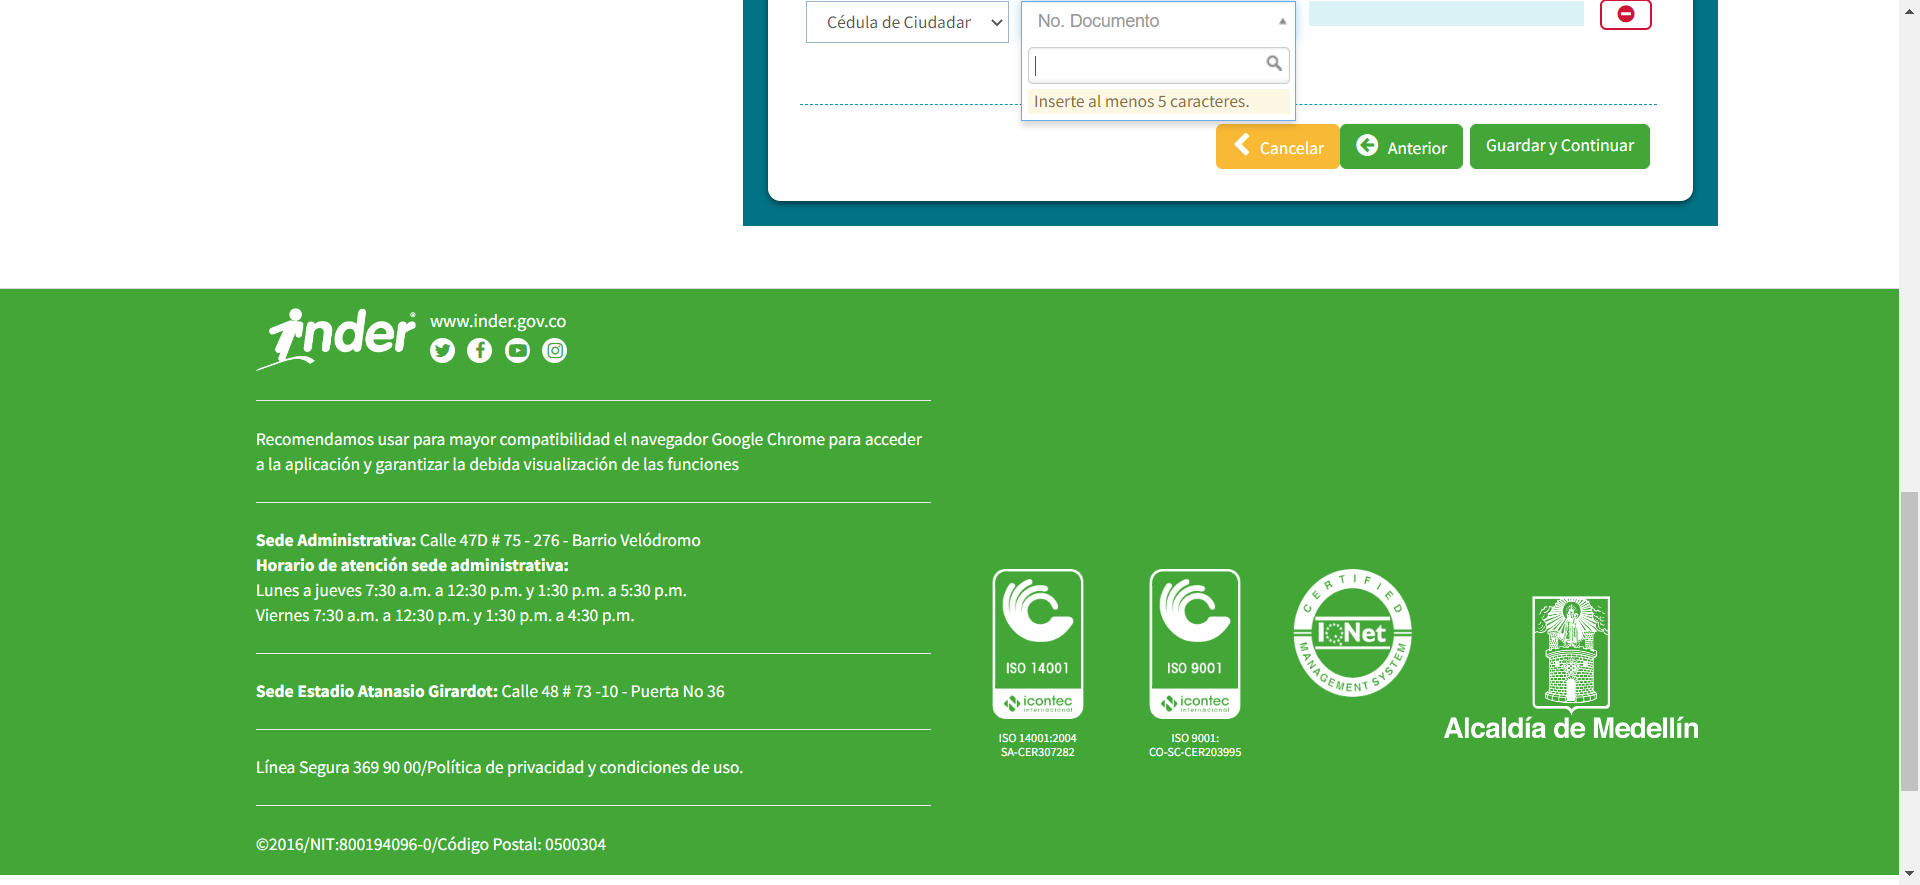 Cédula de Ciudadan
No. Documento
Inserte al menos 5 caracteres.
Cancelar
Anterior
Guardar y Continuar
inder®
www.inder.gov.co
Recomendamos usar para mayor compatibilidad el navegador Google Chrome para acceder
a la aplicación y garantizar la debida visualización de las funciones
Sede Administrativa: Calle 47D # 75 - 276 - Barrio Velódromo
Horario de atención sede administrativa:
Lunes a jueves 7:30 a.m. a 12:30 p.m. y 1:30 p.m. a 5:30 p.m.
Viernes 7:30 a.m. a 12:30 p.m. y 1:30 p.m. a 4:30 p.m.
Sede Estadio Atanasio Girardot: Calle 48 # 73 -10 - Puerta No 36
Línea Segura 369 90 00/Política de privacidad y condiciones de uso.
©2016/NIT:800194096-0/Código Postal: 0500304
ISO 14001
icontec
internacional
ISO 14001:2004
SA-CER307282
ISO 9001
icontec
internacional
ISO 9001:
CO-SC-CER203995
CERTIFIED
IQNet
MANAGEMENT SYSTEM
Alcaldía de Medellín